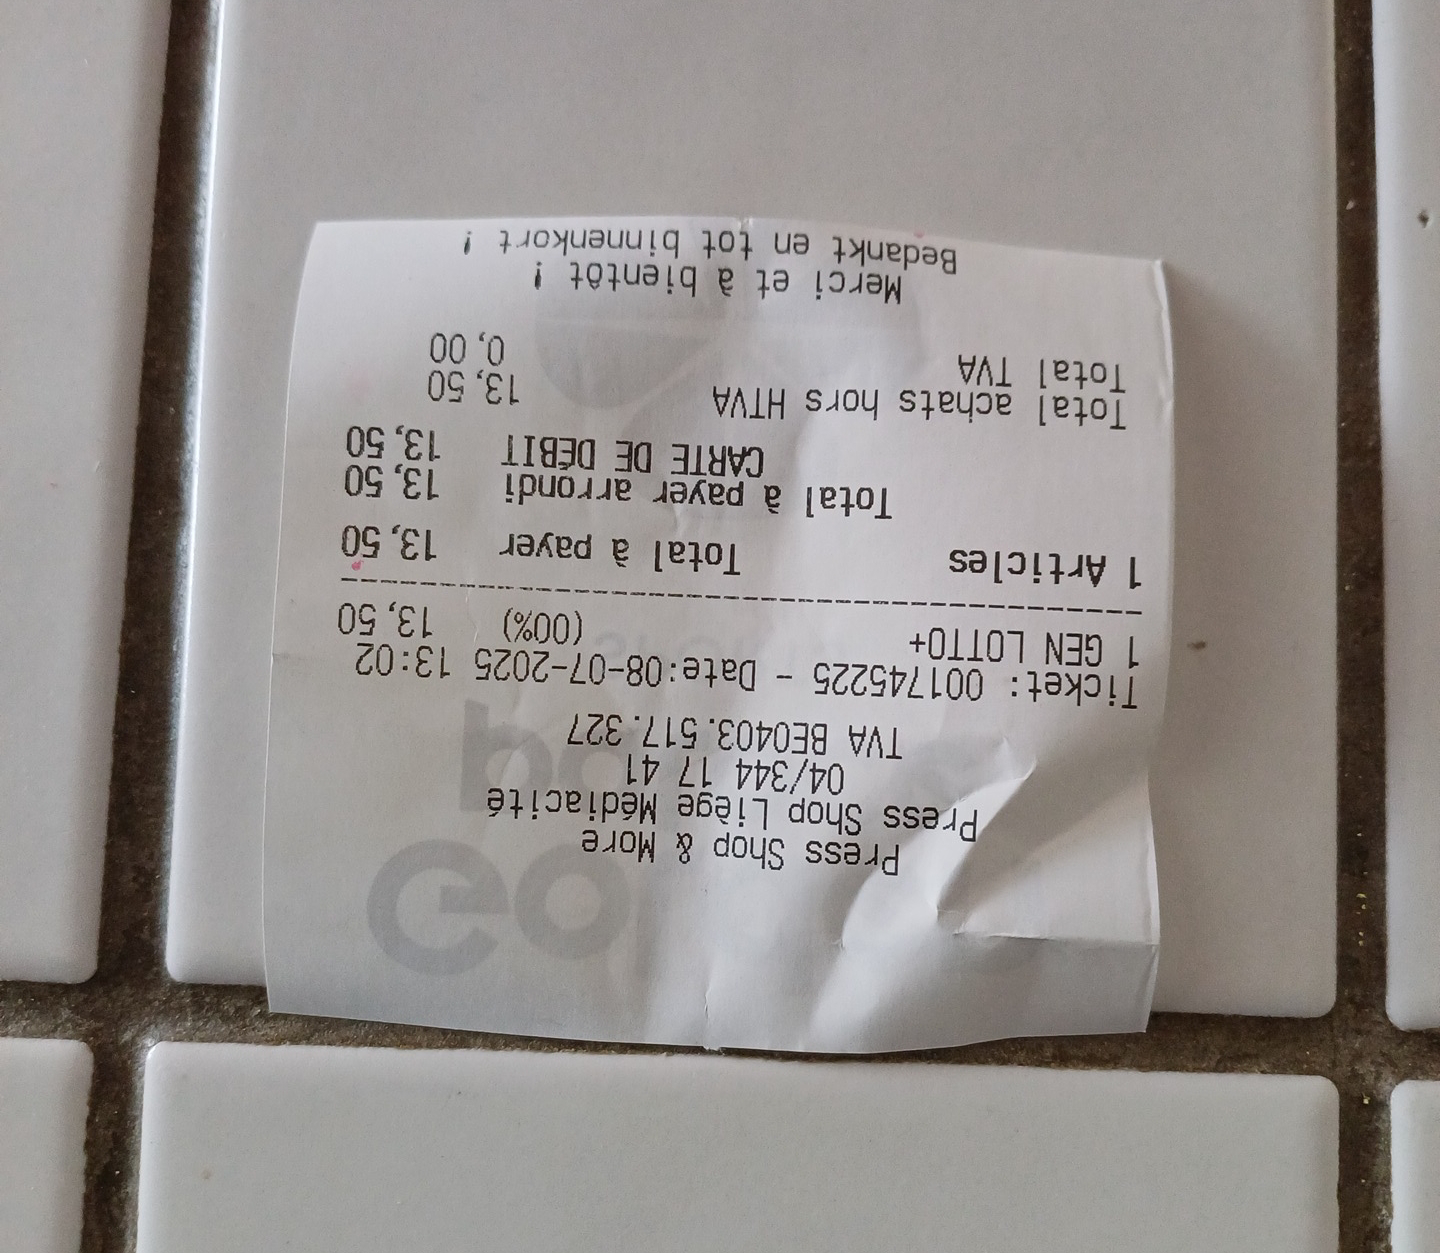 Press Shop & More
Press Shop Liège Médiacité
04/344 17 41
TVA BE0403.517.327
Ticket: 001745225 - Date:08-07-2025 13:02
1 GEN LOTTO+ (00%) 13,50
1 Articles Total à payer 13,50
Total à payer arrondi 13,50
CARTE DE DÉBIT 13,50
Total achats hors HTVA 13,50
Total TVA 0,00
Merci et à bientôt !
Bedankt en tot binnenkort !